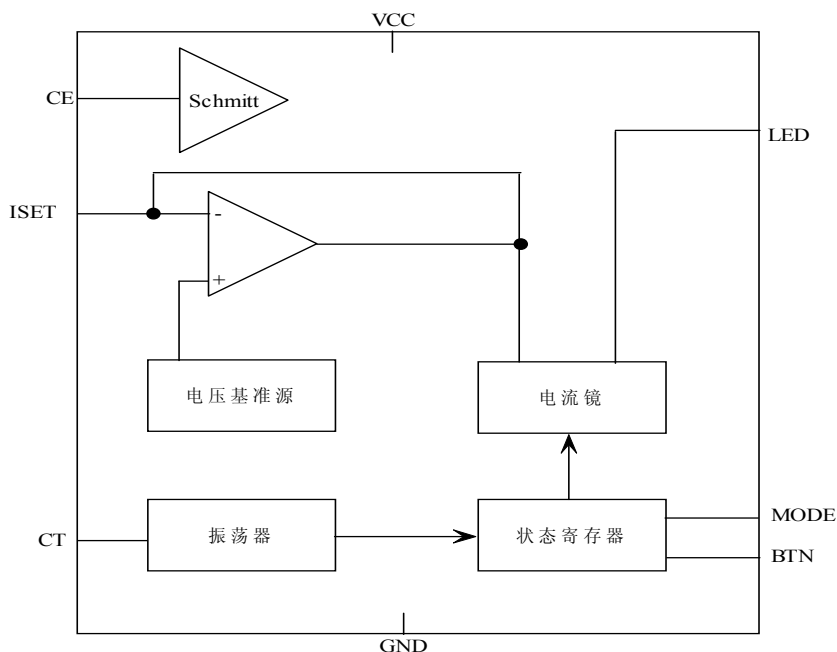 VCC
CE
Schmitt
LED
ISET
-
+
电压基准源
电流镜
CT
振荡器
状态寄存器
MODE
BTN
GND